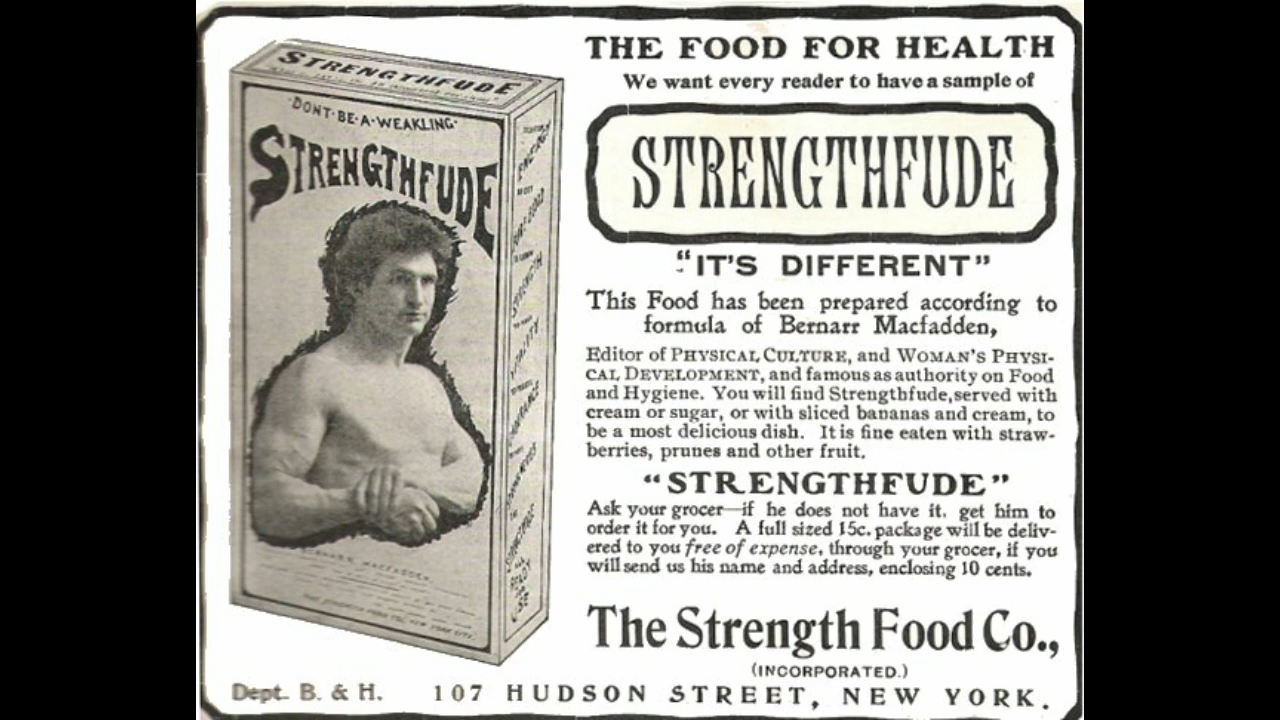 STRENGTHFUDE
·DONT·BE·A·WEAKLING·
STRENGTHFUDE
STRENGTH
VITALITY
READY
THE FOOD FOR HEALTH
We want every reader to have a sample of
STRENGTHFUDE
“IT'S DIFFERENT”
This Food has been prepared according to
formula of Bernarr Macfadden,
Editor of PHYSICAL CULTURE, and WOMAN'S PHYSI-
CAL DEVELOPMENT, and famous as authority on Food
and Hygiene. You will find Strengthfude, served with
cream or sugar, or with sliced bananas and cream, to
be a most delicious dish. It is fine eaten with straw-
berries, prunes and other fruit.
“STRENGTHFUDE”
Ask your grocer—if he does not have it, get him to
order it for you. A full sized 15c. package will be deliv-
ered to you free of expense, through your grocer, if you
will send us his name and address, enclosing 10 cents.
The Strength Food Co.,
(INCORPORATED.)
Dept. B. & H. 107 HUDSON STREET, NEW YORK.